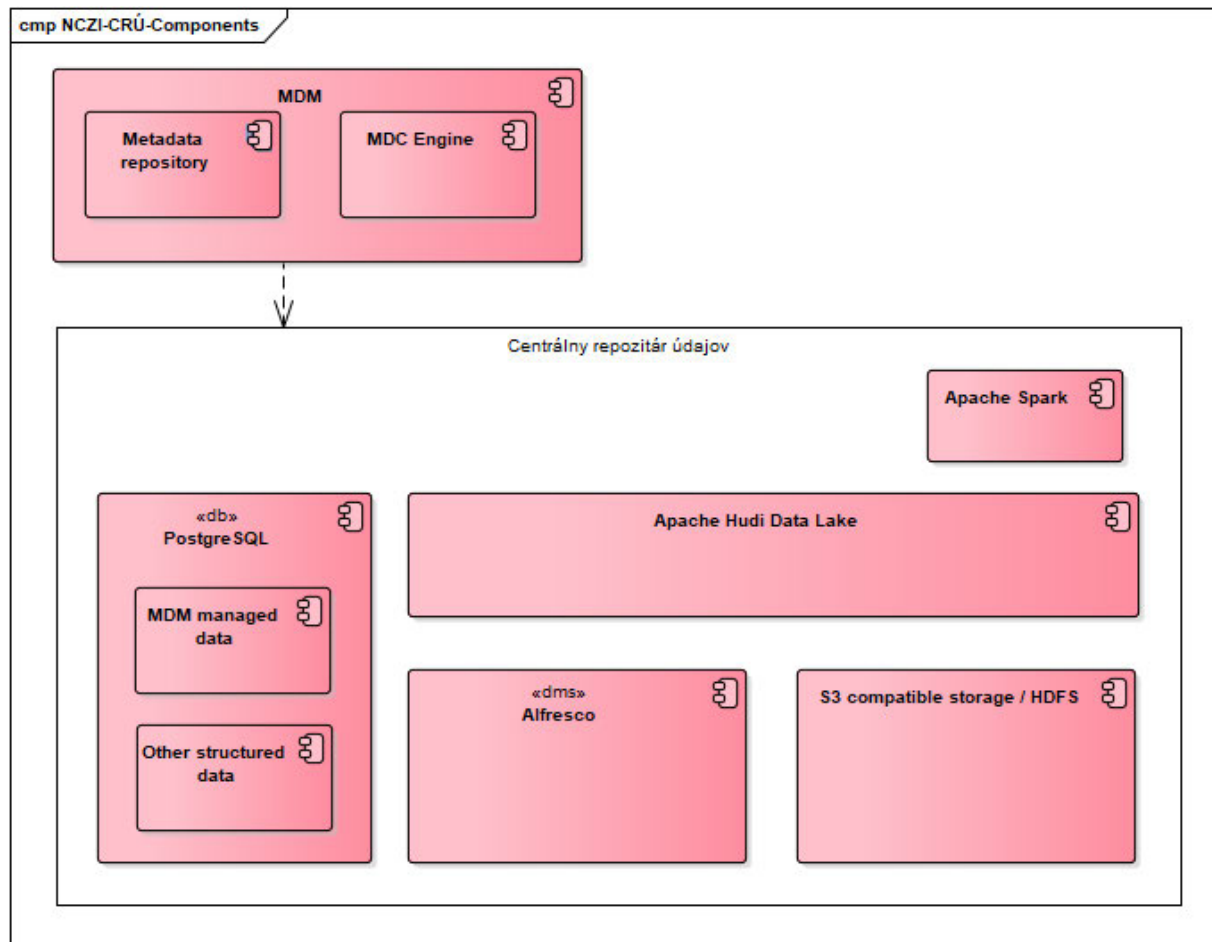 cmp NCZI-CRÚ-Components
MDM
Metadata
repository
MDC Engine
Centrálny repozitár údajov
Apache Spark
«db»
PostgreSQL
Apache Hudi Data Lake
MDM managed
data
Other structured
data
«dms»
Alfresco
S3 compatible storage / HDFS